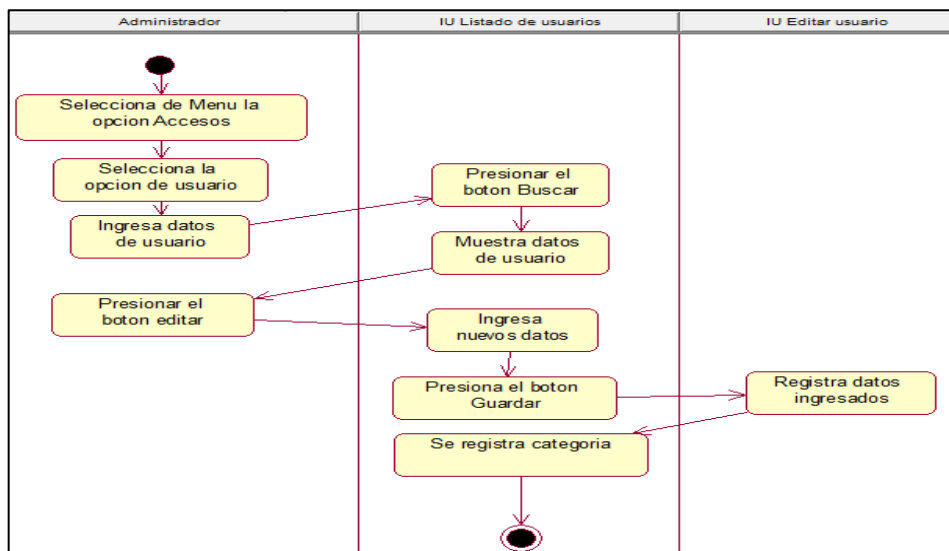 Administrador
IU Listado de usuarios
IU Editar usuario
Selecciona de Menu la
opcion Accesos
Selecciona la
opcion de usuario
Ingresa datos
de usuario
Presionar el
boton Buscar
Muestra datos
de usuario
Presionar el
boton editar
Ingresa
nuevos datos
Presiona el boton
Guardar
Registra datos
ingresados
Se registra categoria